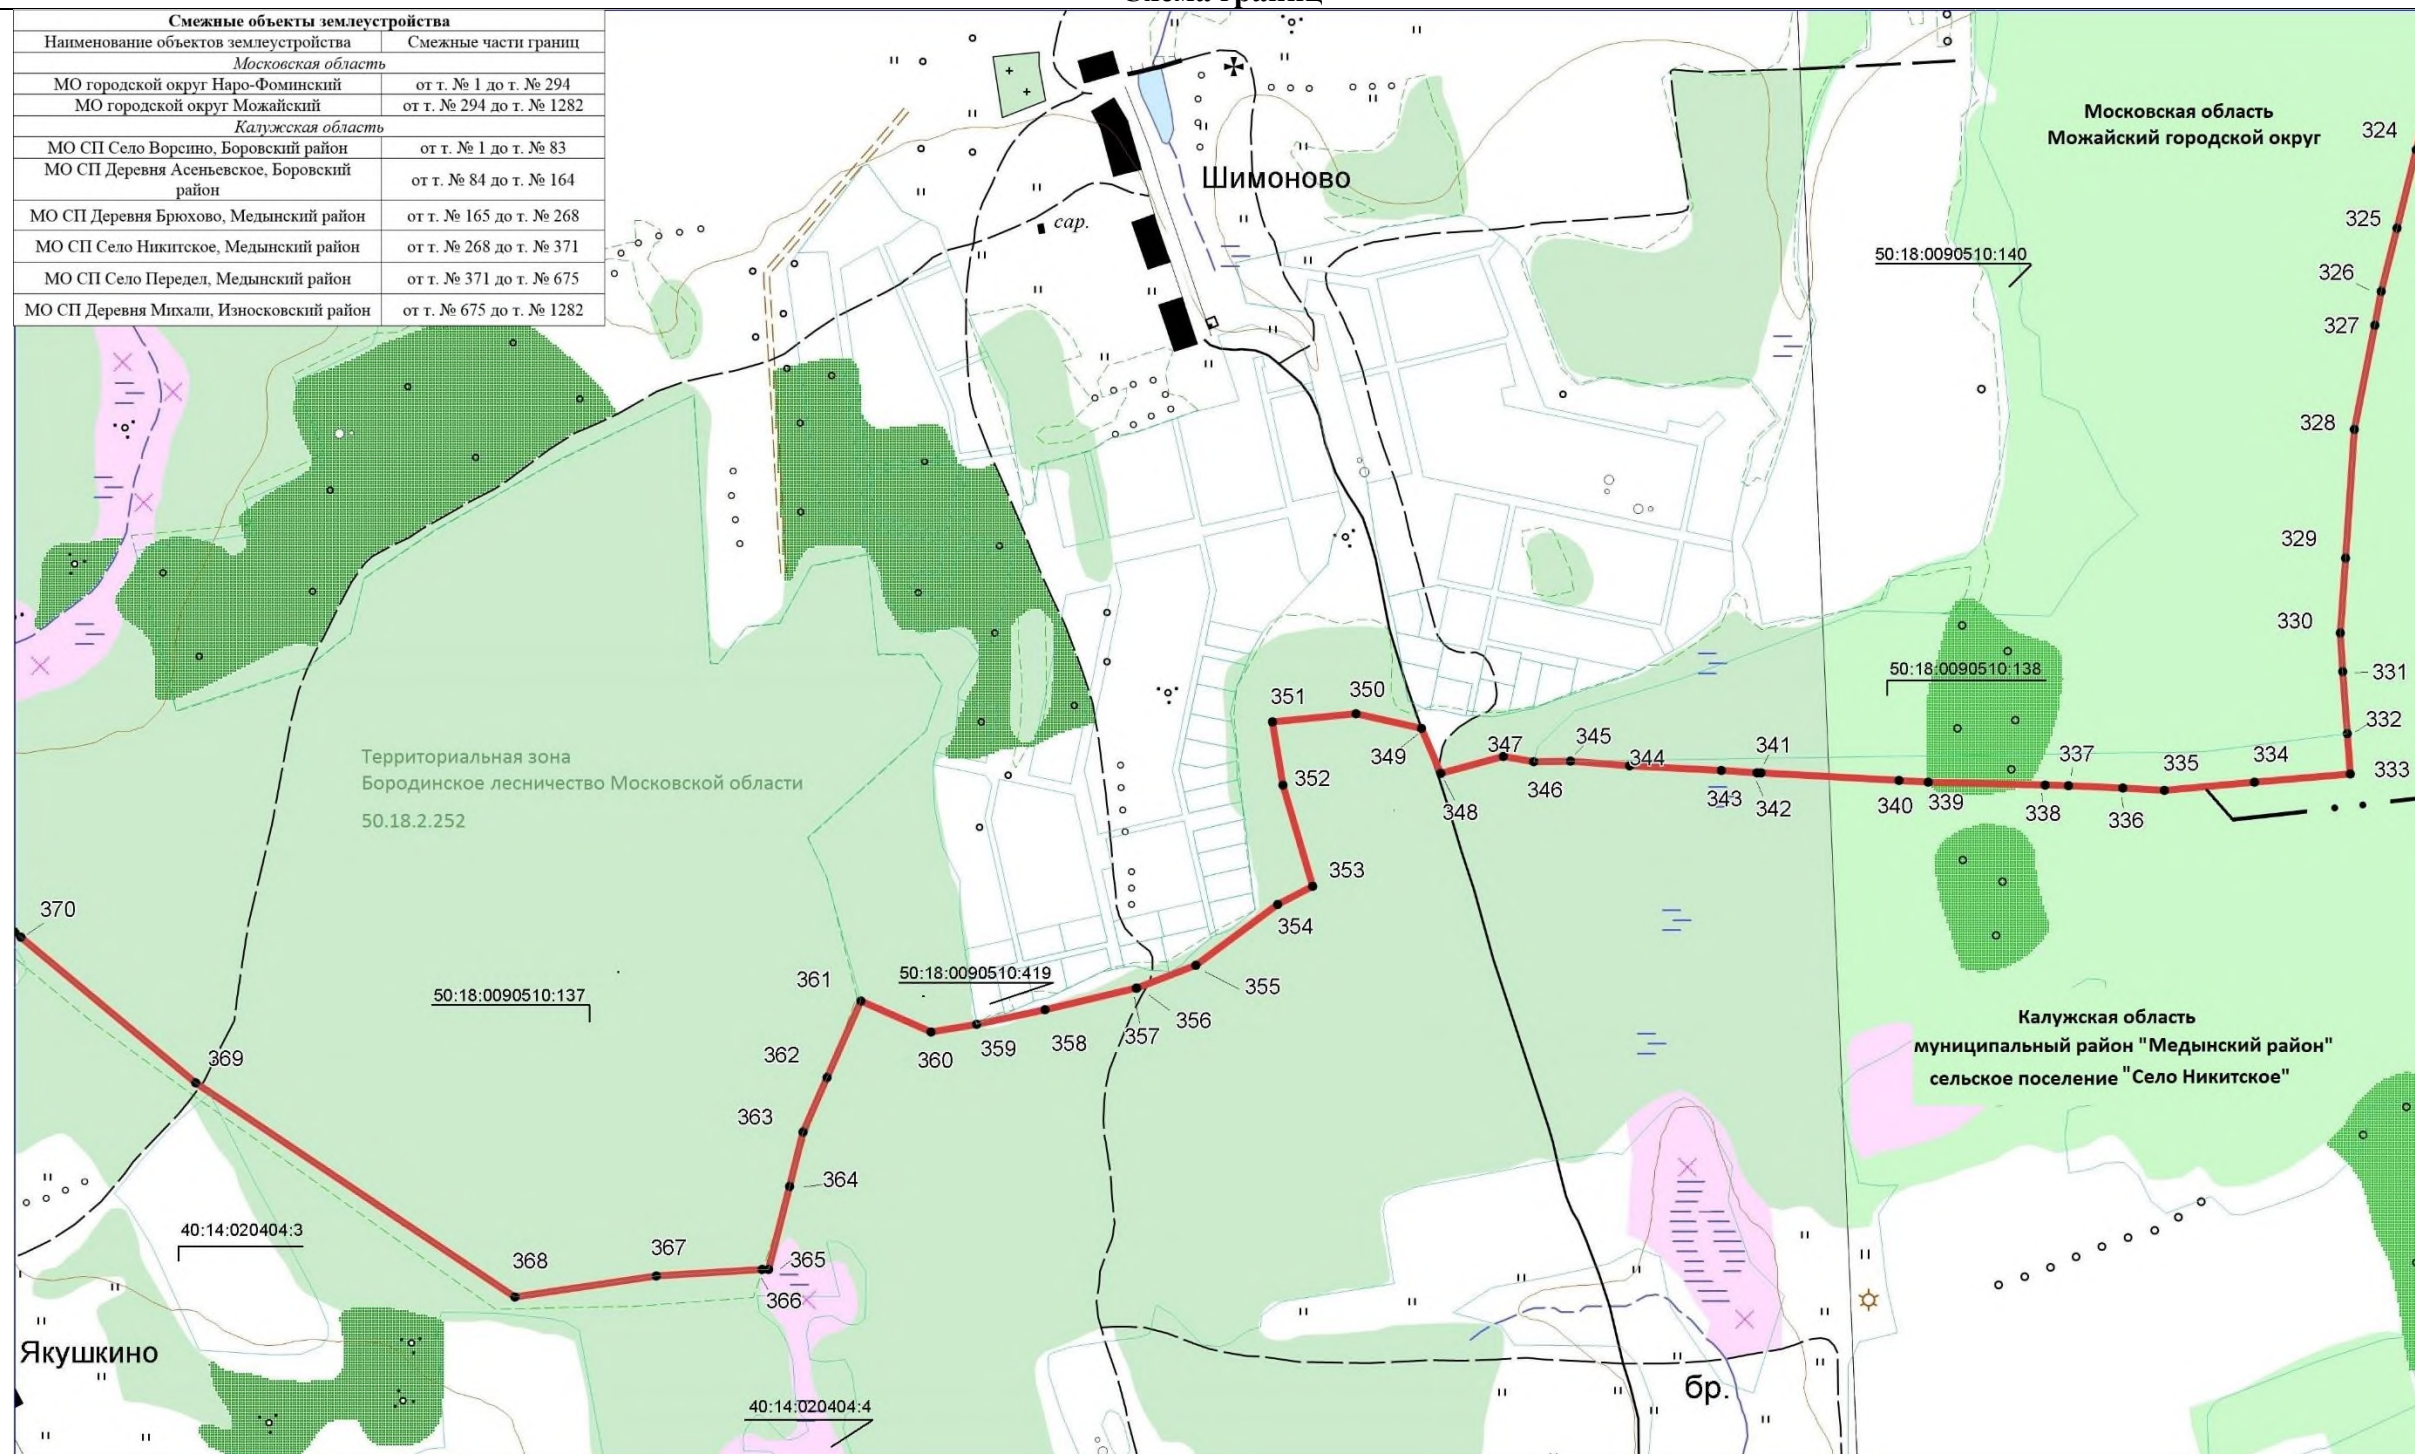 Схема границ
Смежные объекты землеустройства
Наименование объектов землеустройства Смежные части границ
Московская область
МО городской округ Наро-Фоминский от т. № 1 до т. № 294
МО городской округ Можайский от т. № 294 до т. № 1282
Калужская область
МО СП Село Ворсино, Боровский район от т. № 1 до т. № 83
МО СП Деревня Асеньевское, Боровский
район от т. № 84 до т. № 164
МО СП Деревня Брюхово, Медынский район от т. № 165 до т. № 268
МО СП Село Никитское, Медынский район от т. № 268 до т. № 371
МО СП Село Передел, Медынский район от т. № 371 до т. № 675
МО СП Деревня Михали, Износковский район от т. № 675 до т. № 1282
Московская область
Можайский городской округ
324
Шимоново
сар.
325
50:18:0090510:140
326
327
328
329
330
50:18:0090510:138
331
332
333
334
335
336
337
338
339
340
341
342
343
344
345
346
347
348
349
350
351
352
353
354
355
356
357
358
359
360
361
362
363
364
365
366
367
368
369
370
Территориальная зона
Бородинское лесничество Московской области
50.18.2.252
50:18:0090510:419
50:18:0090510:137
Калужская область
муниципальный район "Медынский район"
сельское поселение "Село Никитское"
40:14:020404:3
Якушкино
бр.
40:14:020404:4